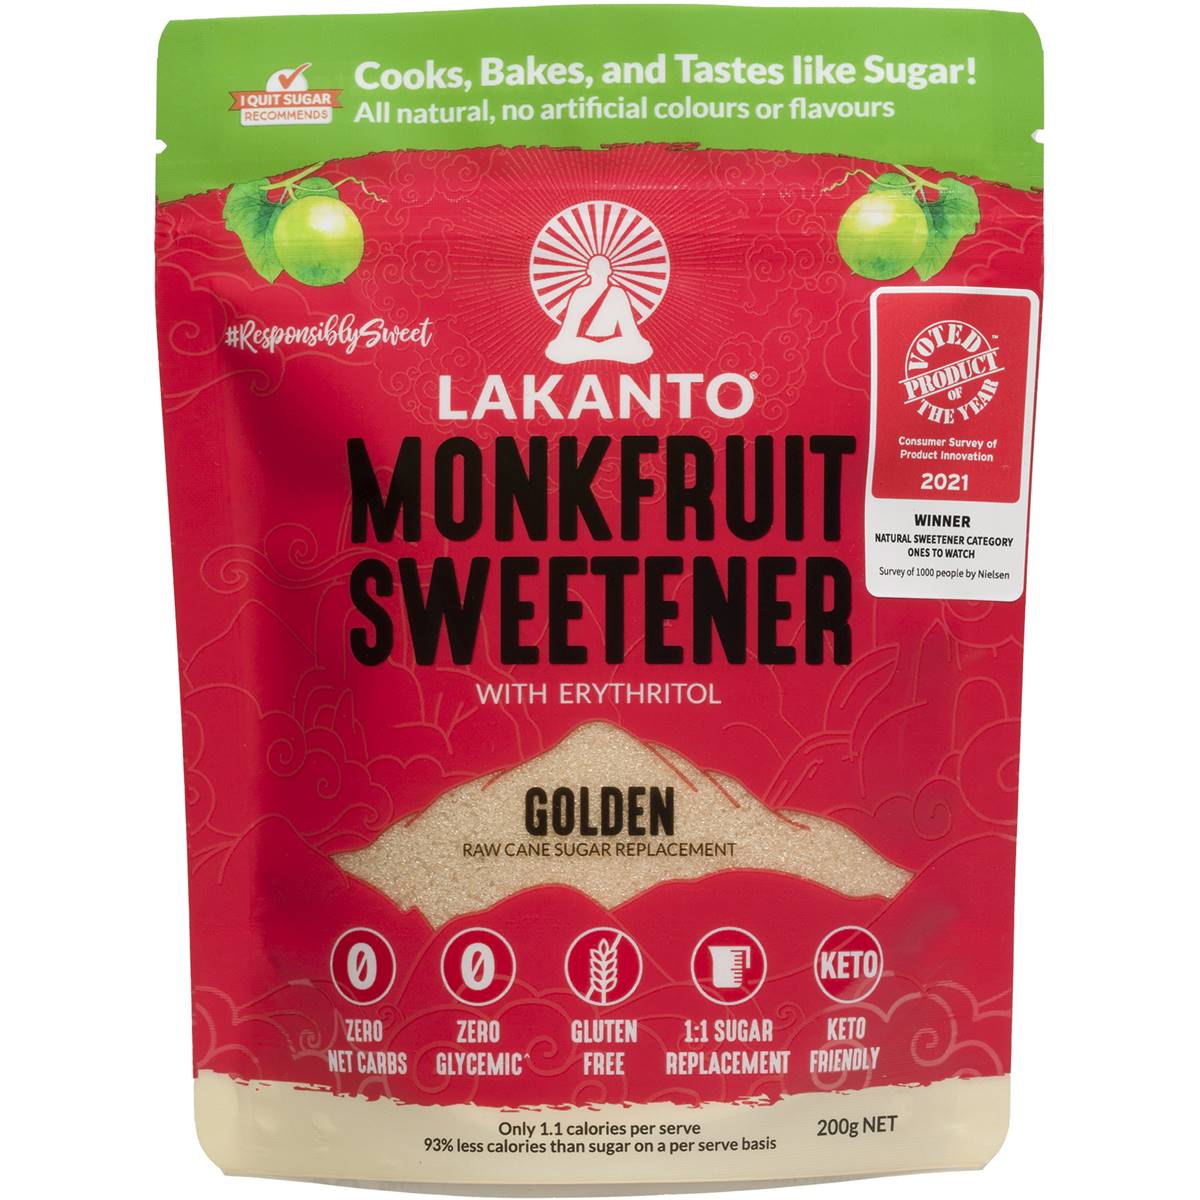 Cooks, Bakes, and Tastes like Sugar!
All natural, no artificial colours or flavours
I QUIT SUGAR
RECOMMENDS
#ResponsiblySweet
LAKANTO®
MONKFRUIT
SWEETENER
WITH ERYTHRITOL
VOTED
PRODUCT™
OF
THE YEAR
Consumer Survey of
Product Innovation
2021
WINNER
NATURAL SWEETENER CATEGORY
ONES TO WATCH
Survey of 1000 people by Nielsen
GOLDEN
RAW CANE SUGAR REPLACEMENT
0
ZERO
NET CARBS
0
ZERO
GLYCEMIC^
GLUTEN
FREE
1:1 SUGAR
REPLACEMENT
KETO
KETO
FRIENDLY
Only 1.1 calories per serve
93% less calories than sugar on a per serve basis
200g NET